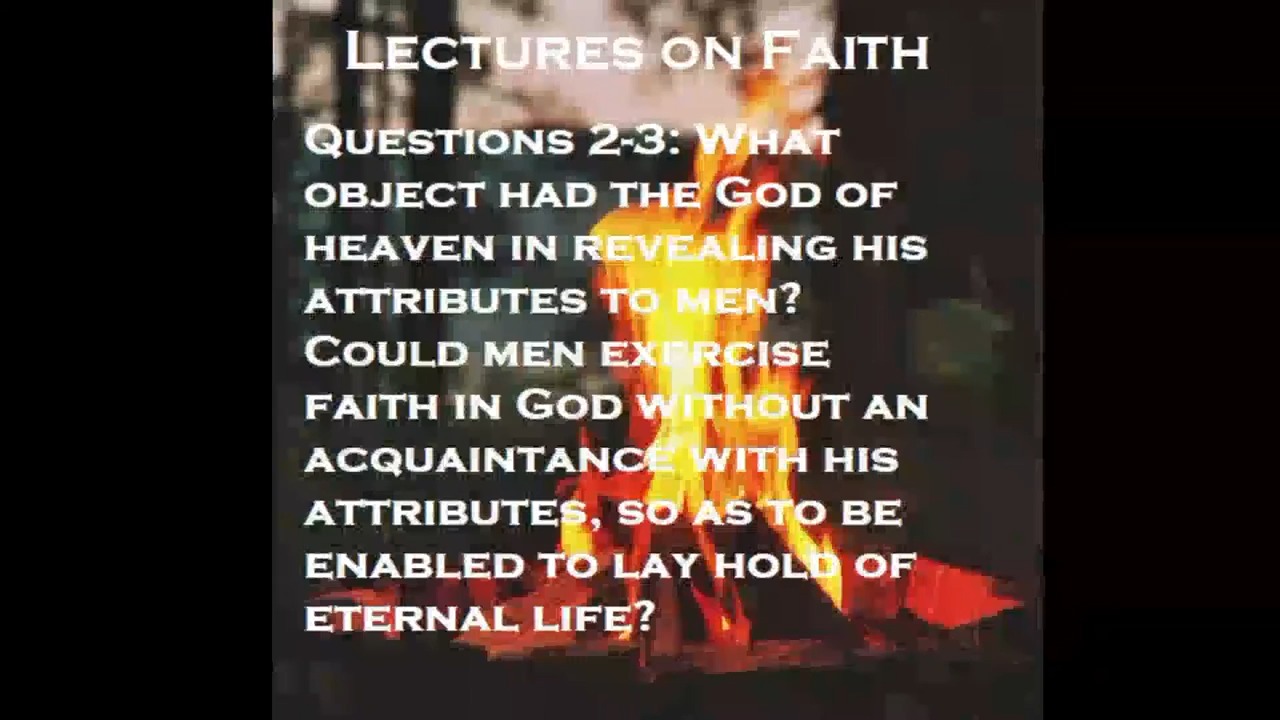 LECTURES ON FAITH
QUESTIONS 2-3: WHAT
OBJECT HAD THE GOD OF
HEAVEN IN REVEALING HIS
ATTRIBUTES TO MEN?
COULD MEN EXERCISE
FAITH IN GOD WITHOUT AN
ACQUAINTANCE WITH HIS
ATTRIBUTES, SO AS TO BE
ENABLED TO LAY HOLD OF
ETERNAL LIFE?